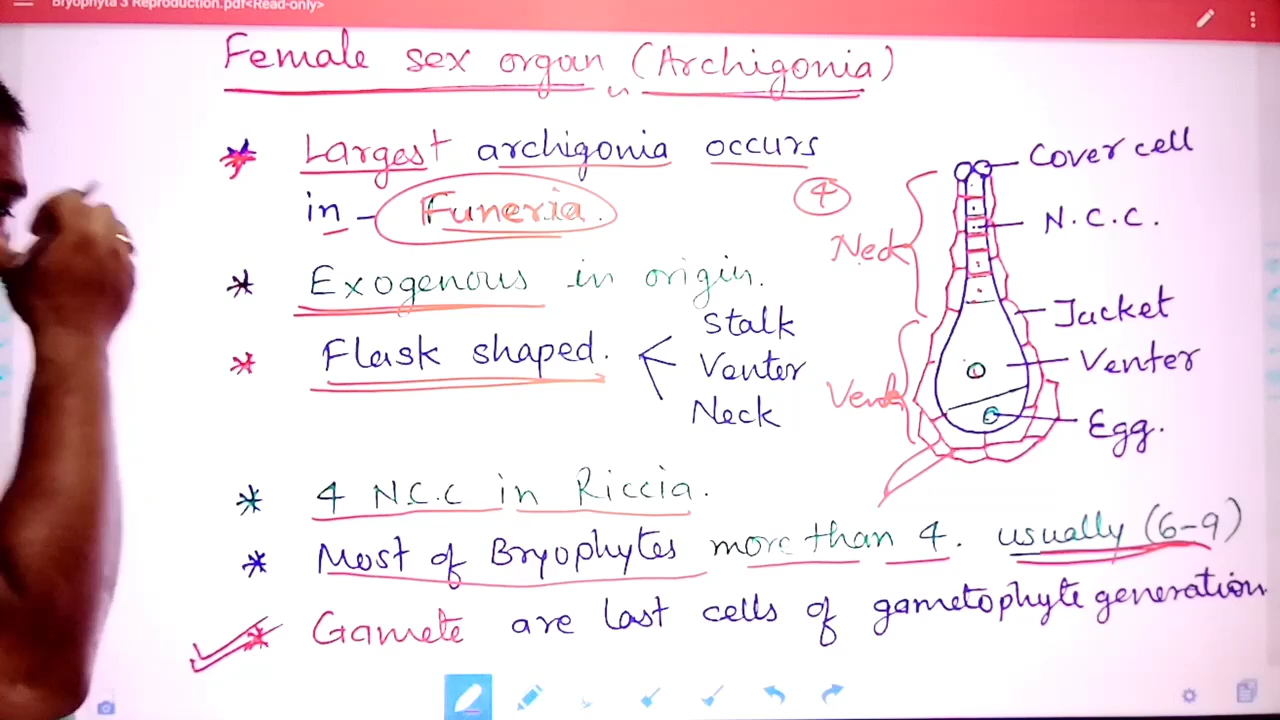 Bryophyta 3 Reproduction.pdf<Read-only>
Female sex organ (Archigonia)
* Largest archigonia occurs
in - Funeria.
4
* Exogenous in origin.
* Flask shaped.
Stalk
Venter
Neck
Cover cell
N.C.C.
Neck
Jacket
Venter
Egg.
* 4 N.C.C in Riccia.
* Most of Bryophytes more than 4. usually (6-9)
* Gamete are last cells of gametophyte generation